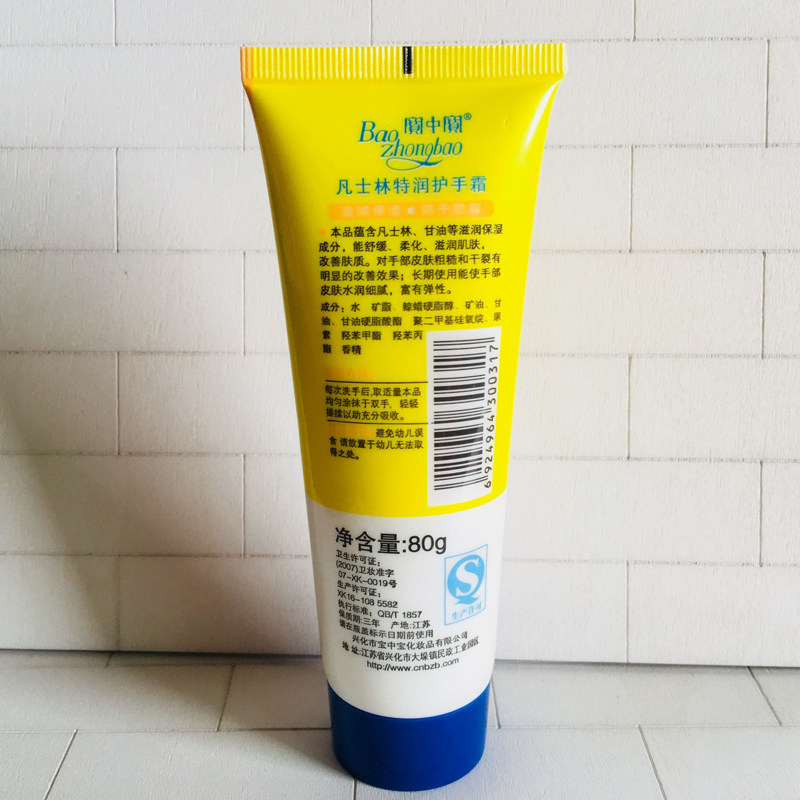 Bao
zhongbao
寶中寶®
凡士林特润护手霜
滋润保湿 ● 防干防裂
本品蕴含凡士林、甘油等滋润保湿
成分，能舒缓、柔化、滋润肌肤，
改善肤质。对手部皮肤粗糙和干裂有
明显的改善效果；长期使用能使手部
皮肤水润细腻，富有弹性。
成分：水 矿脂、鲸蜡硬脂醇、矿油、甘
油、甘油硬脂酸酯 聚二甲基硅氧烷、尿
素 羟苯甲酯 羟苯丙
酯 香精
每次洗手后,取适量本品
均匀涂抹于双手, 轻轻
揉搓以助充分吸收。
避免幼儿误
食 请放置于幼儿无法取
得之处。
6 924964 300317
净含量:80g
卫生许可证：
(2007)卫妆准字
07-XK-0019号
生产许可证：
XK16-108 5582
执行标准：QB/T 1857
保质期:三年 产地:江苏
请在瓶盖标示日期前使用
兴化市宝中宝化妆品有限公司
地 址:江苏省兴化市大垛镇民政工业园区
http://www.cnbzb.com
生产许可